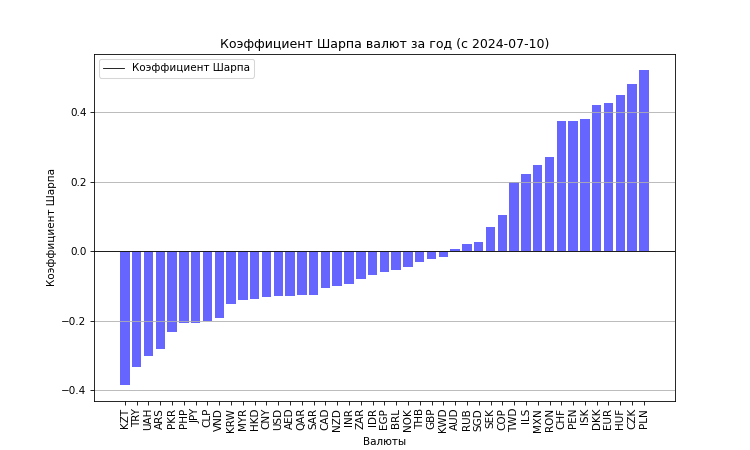 Коэффициент Шарпа валют за год (с 2024-07-10)
Коэффициент Шарпа
Коэффициент Шарпа
0.4
0.2
0.0
−0.2
−0.4
KZT TRY UAH ARS PKR PHP JPY CLP VND KRW MYR HKD CNY USD AED QAR SAR CAD NZD INR ZAR IDR EGP BRL NOK THB GBP KWD AUD RUB SGD SEK COP TWD ILS MXN RON CHF PEN ISK DKK EUR HUF CZK PLN
Валюты